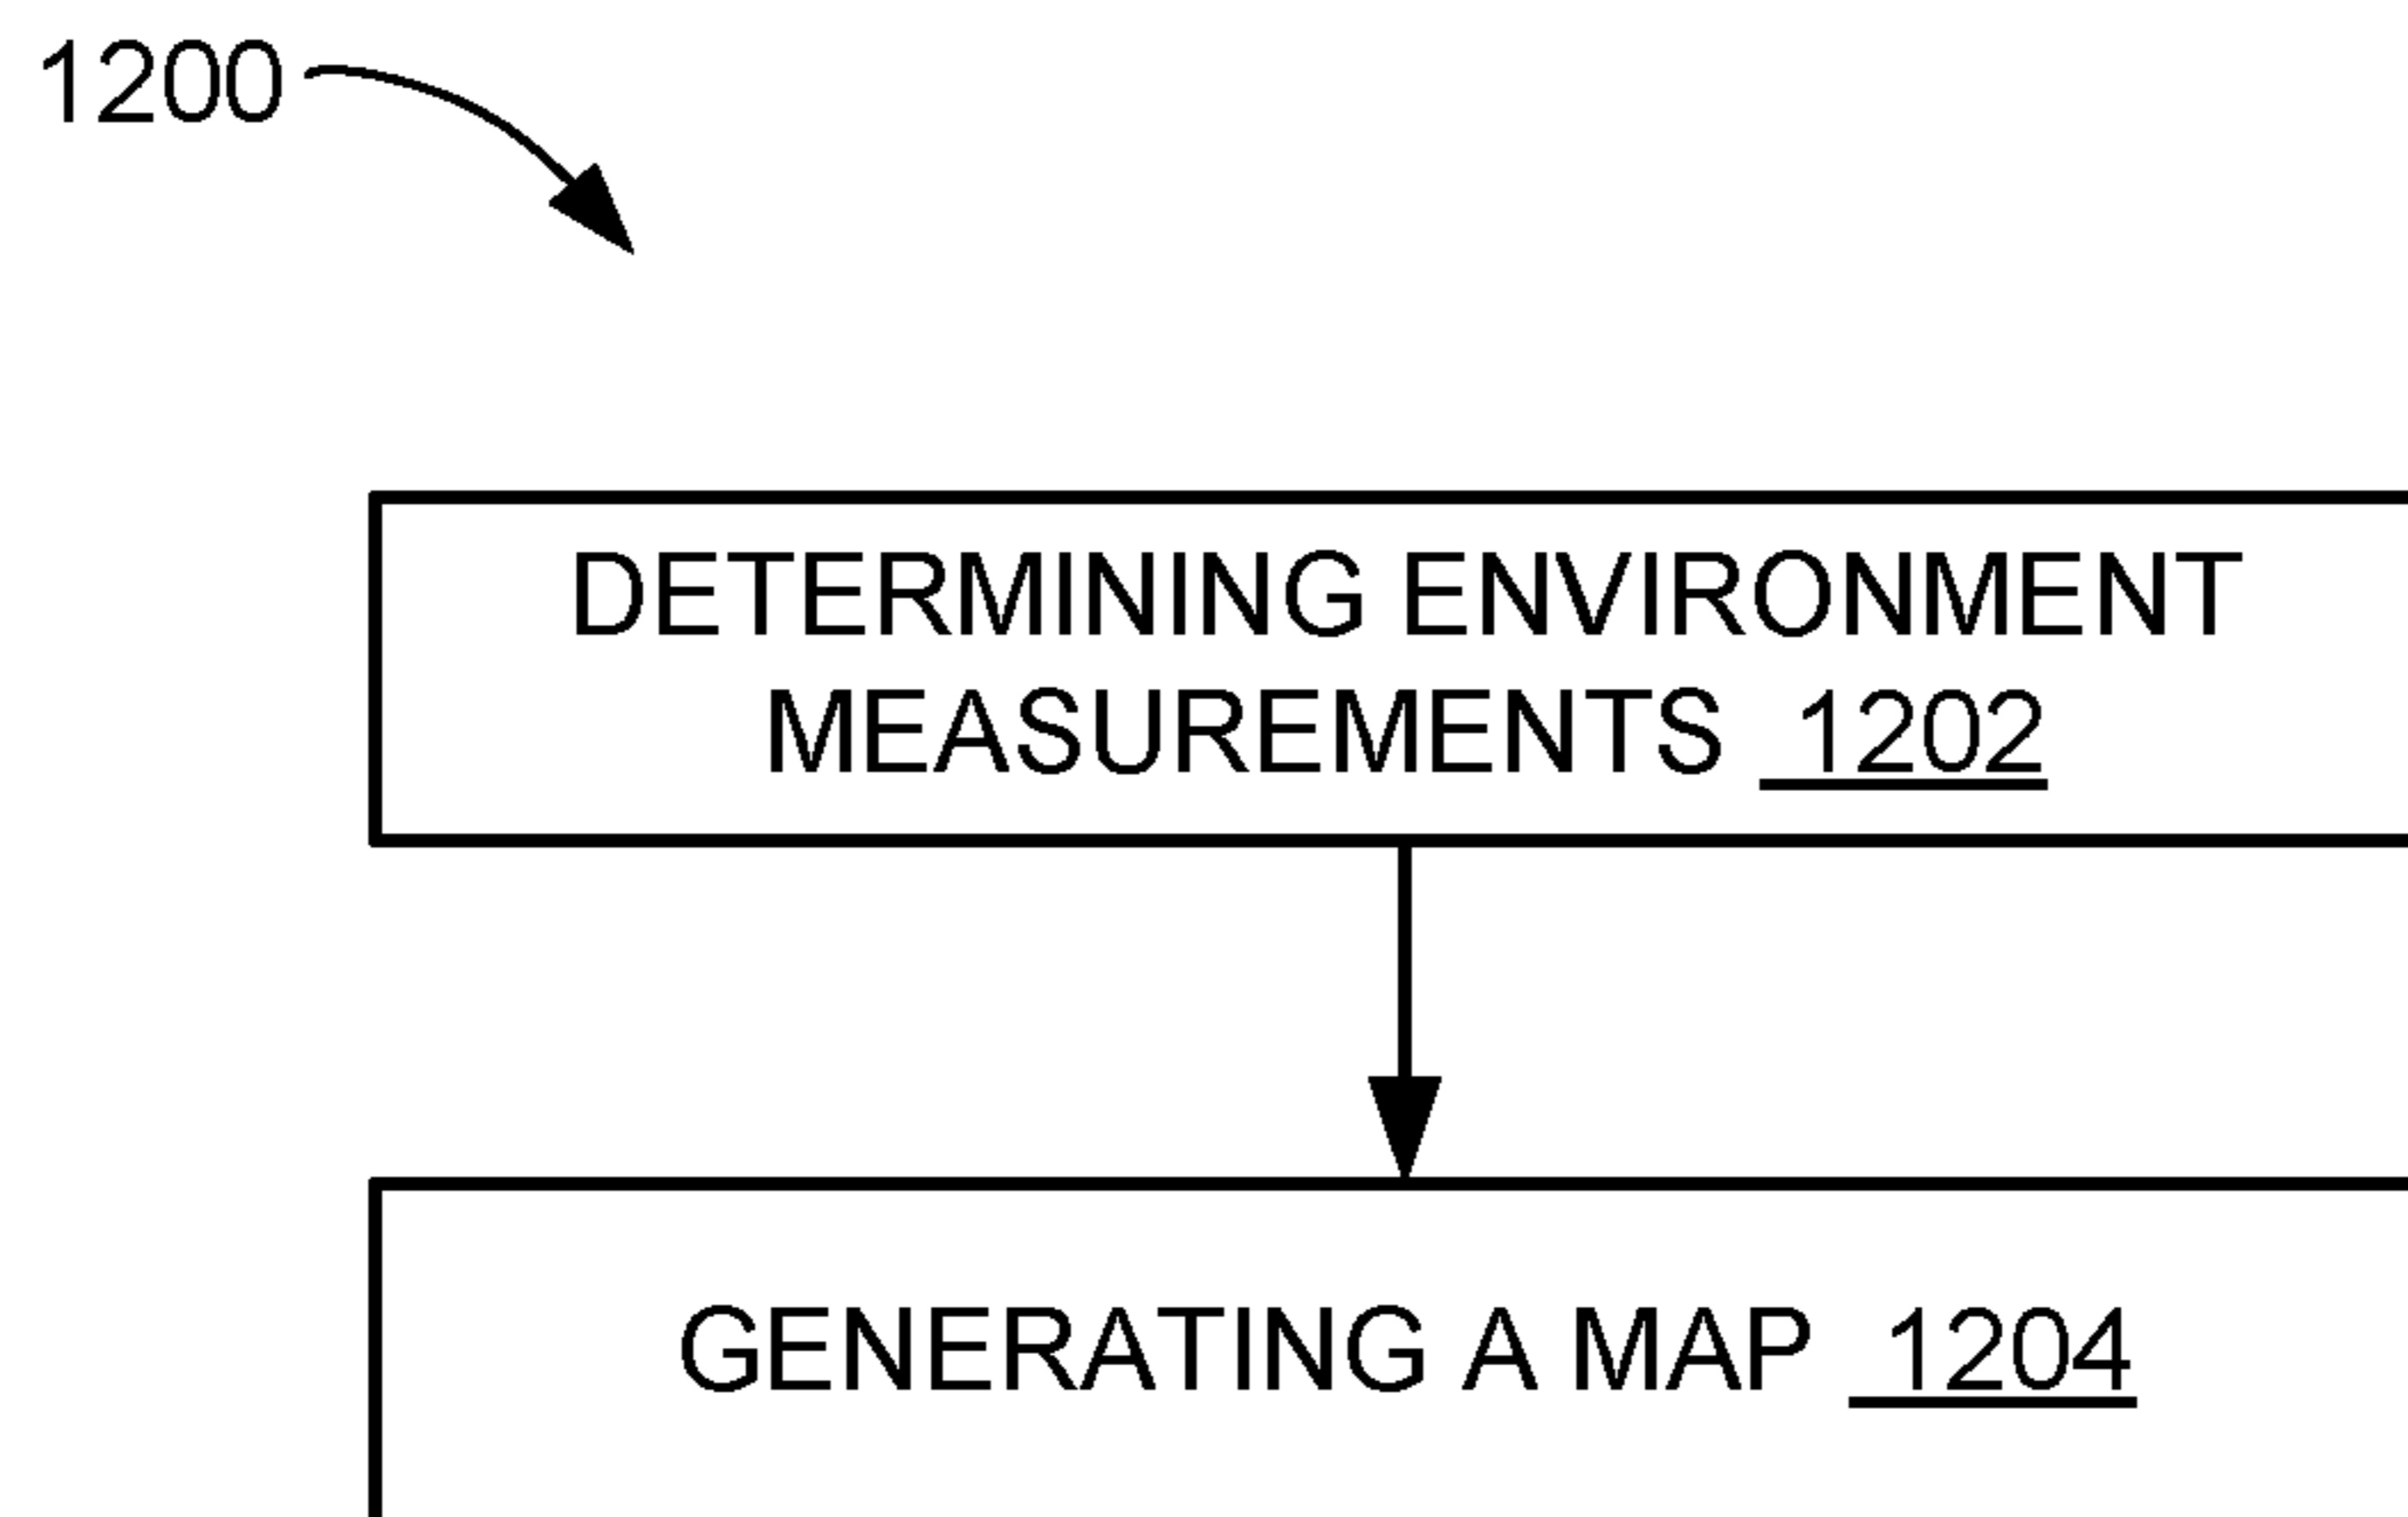 1200
DETERMINING ENVIRONMENT
MEASUREMENTS 1202
GENERATING A MAP 1204